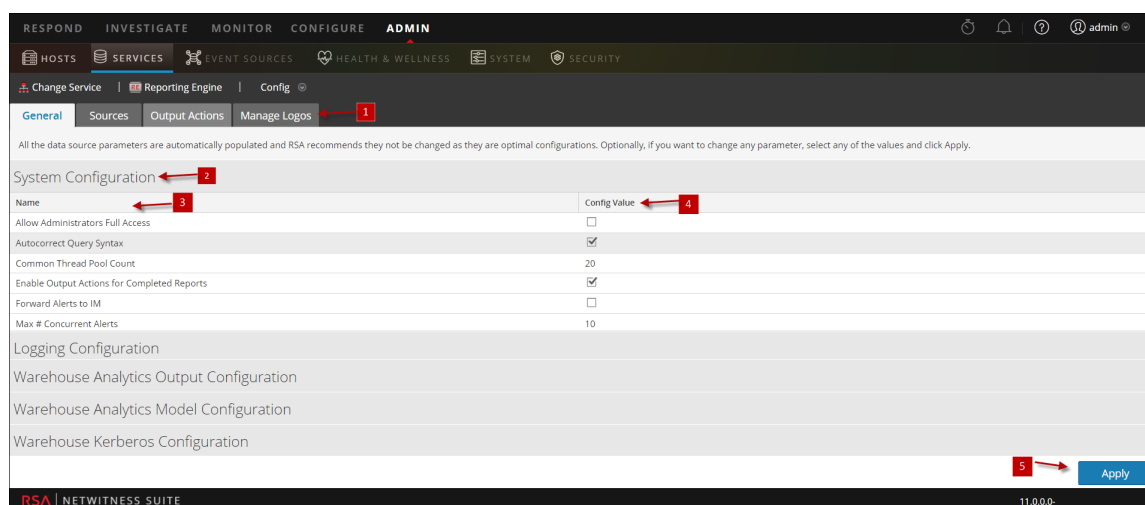 RESPOND INVESTIGATE MONITOR CONFIGURE ADMIN admin
HOSTS SERVICES EVENT SOURCES HEALTH & WELLNESS SYSTEM SECURITY
Change Service | RE Reporting Engine | Config
General Sources Output Actions Manage Logos 1
All the data source parameters are automatically populated and RSA recommends they not be changed as they are optimal configurations. Optionally, if you want to change any parameter, select any of the values and click Apply.
System Configuration 2
Name 3 Config Value 4
Allow Administrators Full Access
Autocorrect Query Syntax
Common Thread Pool Count 20
Enable Output Actions for Completed Reports
Forward Alerts to IM
Max # Concurrent Alerts 10
Logging Configuration
Warehouse Analytics Output Configuration
Warehouse Analytics Model Configuration
Warehouse Kerberos Configuration
5 Apply
RSA | NETWITNESS SUITE 11.0.0.0-